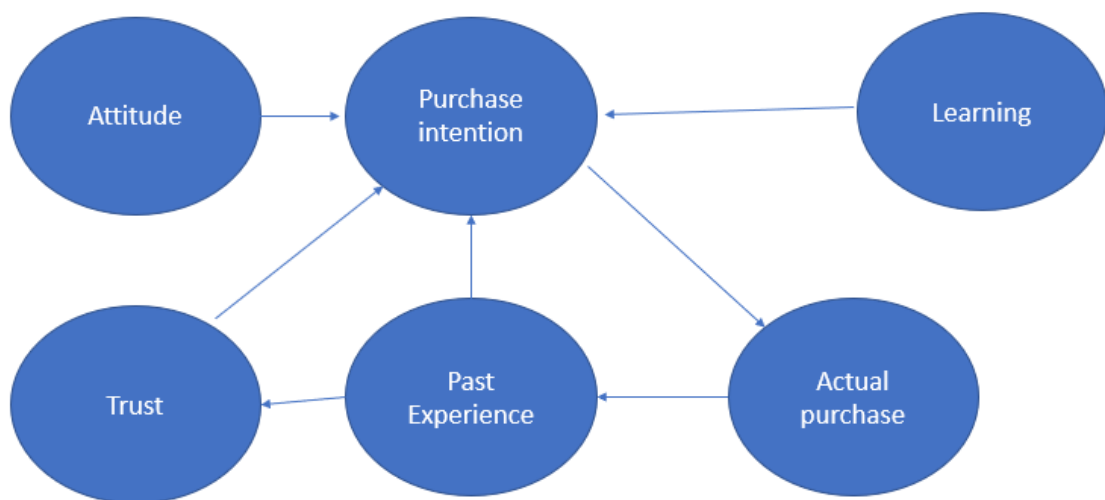 Attitude
Purchase
intention
Learning
Trust
Past
Experience
Actual
purchase